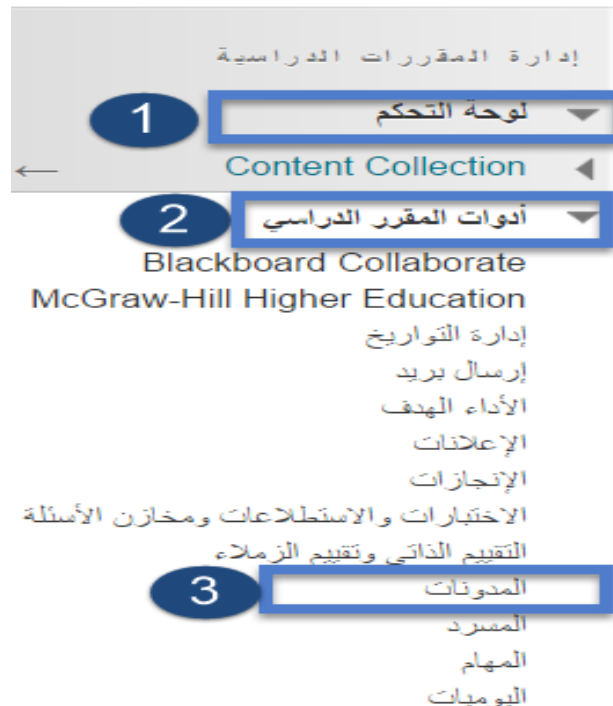 إدارة المقررات الدراسية
1 لوحة التحكم
Content Collection
2 أدوات المقرر الدراسي
Blackboard Collaborate
McGraw-Hill Higher Education
إدارة التواريخ
إرسال بريد
الأداء الهدف
الإعلانات
الإنجازات
الاختبارات والاستطلاعات ومخازن الأسئلة
التقييم الذاتي وتقييم الزملاء
3 المدونات
المسرد
المهام
اليوميات